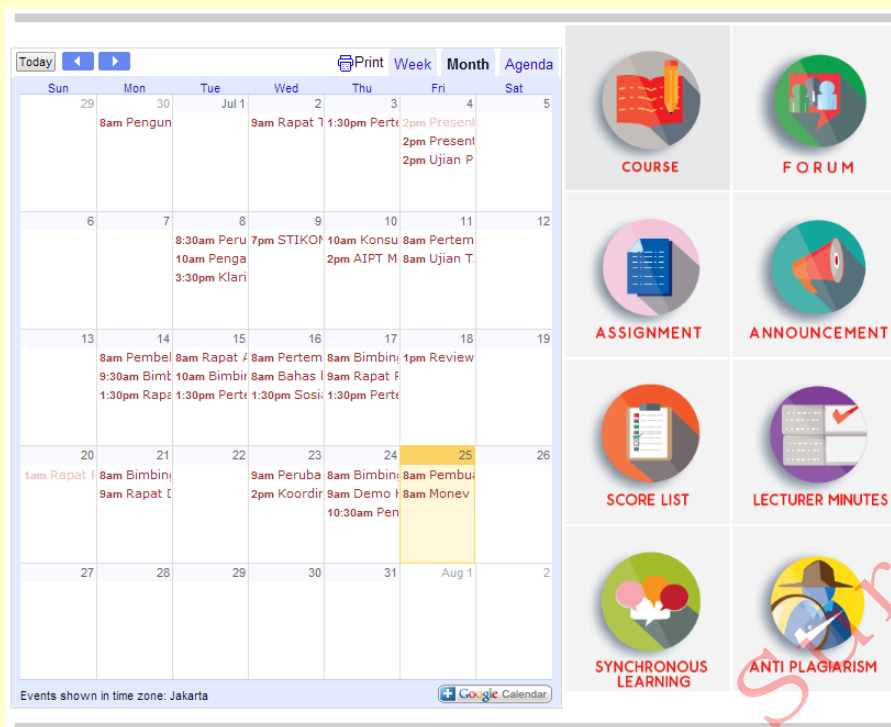 Today Print Week Month Agenda
Sun Mon Tue Wed Thu Fri Sat
29 30 Jul 1 2 3 4 5
8am Pengun 9am Rapat T 1:30pm Perte 2pm Present
2pm Present
2pm Ujian P
6 7 8 9 10 11 12
8:30am Peru 7pm STIKOM 10am Konsu 8am Pertem
10am Penga 2pm AIPT M 8am Ujian T.
3:30pm Klari
13 14 15 16 17 18 19
8am Pembel 8am Rapat A 8am Pertem 8am Bimbing 1pm Review
9:30am Bimb 10am Bimbin 8am Bahas 9am Rapat P
1:30pm Rapa 1:30pm Perte 1:30pm Sosia 1:30pm Perte
20 21 22 23 24 25 26
1am Rapat P 8am Bimbing 9am Peruba 8am Bimbing 8am Pembua
9am Rapat D 2pm Koordin 9am Demo 8am Monev
10:30am Pen
27 28 29 30 31 Aug 1 2
Events shown in time zone: Jakarta
Google Calendar
COURSE
FORUM
ASSIGNMENT
ANNOUNCEMENT
SCORE LIST
LECTURER MINUTES
SYNCHRONOUS
LEARNING
ANTI PLAGIARISM
Sur